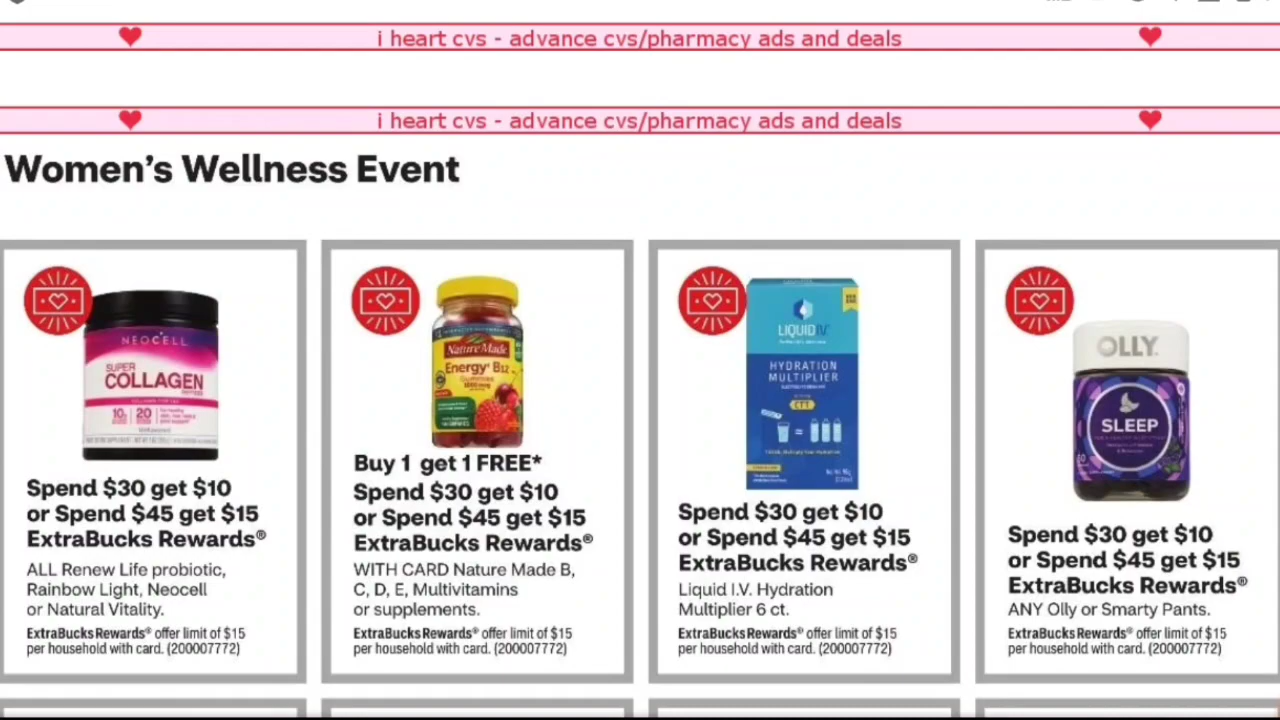 i heart cvs - advance cvs/pharmacy ads and deals
i heart cvs - advance cvs/pharmacy ads and deals
Women's Wellness Event
NEOCELL
SUPER
COLLAGEN
10
20
Spend $30 get $10
or Spend $45 get $15
ExtraBucks Rewards®
ALL Renew Life probiotic,
Rainbow Light, Neocell
or Natural Vitality.
ExtraBucks Rewards® offer limit of $15
per household with card. (200007772)
Nature Made
Energy B12
Gummies
Buy 1 get 1 FREE*
Spend $30 get $10
or Spend $45 get $15
ExtraBucks Rewards®
WITH CARD Nature Made B,
C, D, E, Multivitamins
or supplements.
ExtraBucks Rewards® offer limit of $15
per household with card. (200007772)
LIQUID I.V.
HYDRATION
MULTIPLIER
CTT
=
Spend $30 get $10
or Spend $45 get $15
ExtraBucks Rewards®
Liquid I.V. Hydration
Multiplier 6 ct.
ExtraBucks Rewards® offer limit of $15
per household with card. (200007772)
OLLY.
SLEEP
Spend $30 get $10
or Spend $45 get $15
ExtraBucks Rewards®
ANY Olly or Smarty Pants.
ExtraBucks Rewards® offer limit of $15
per household with card. (200007772)